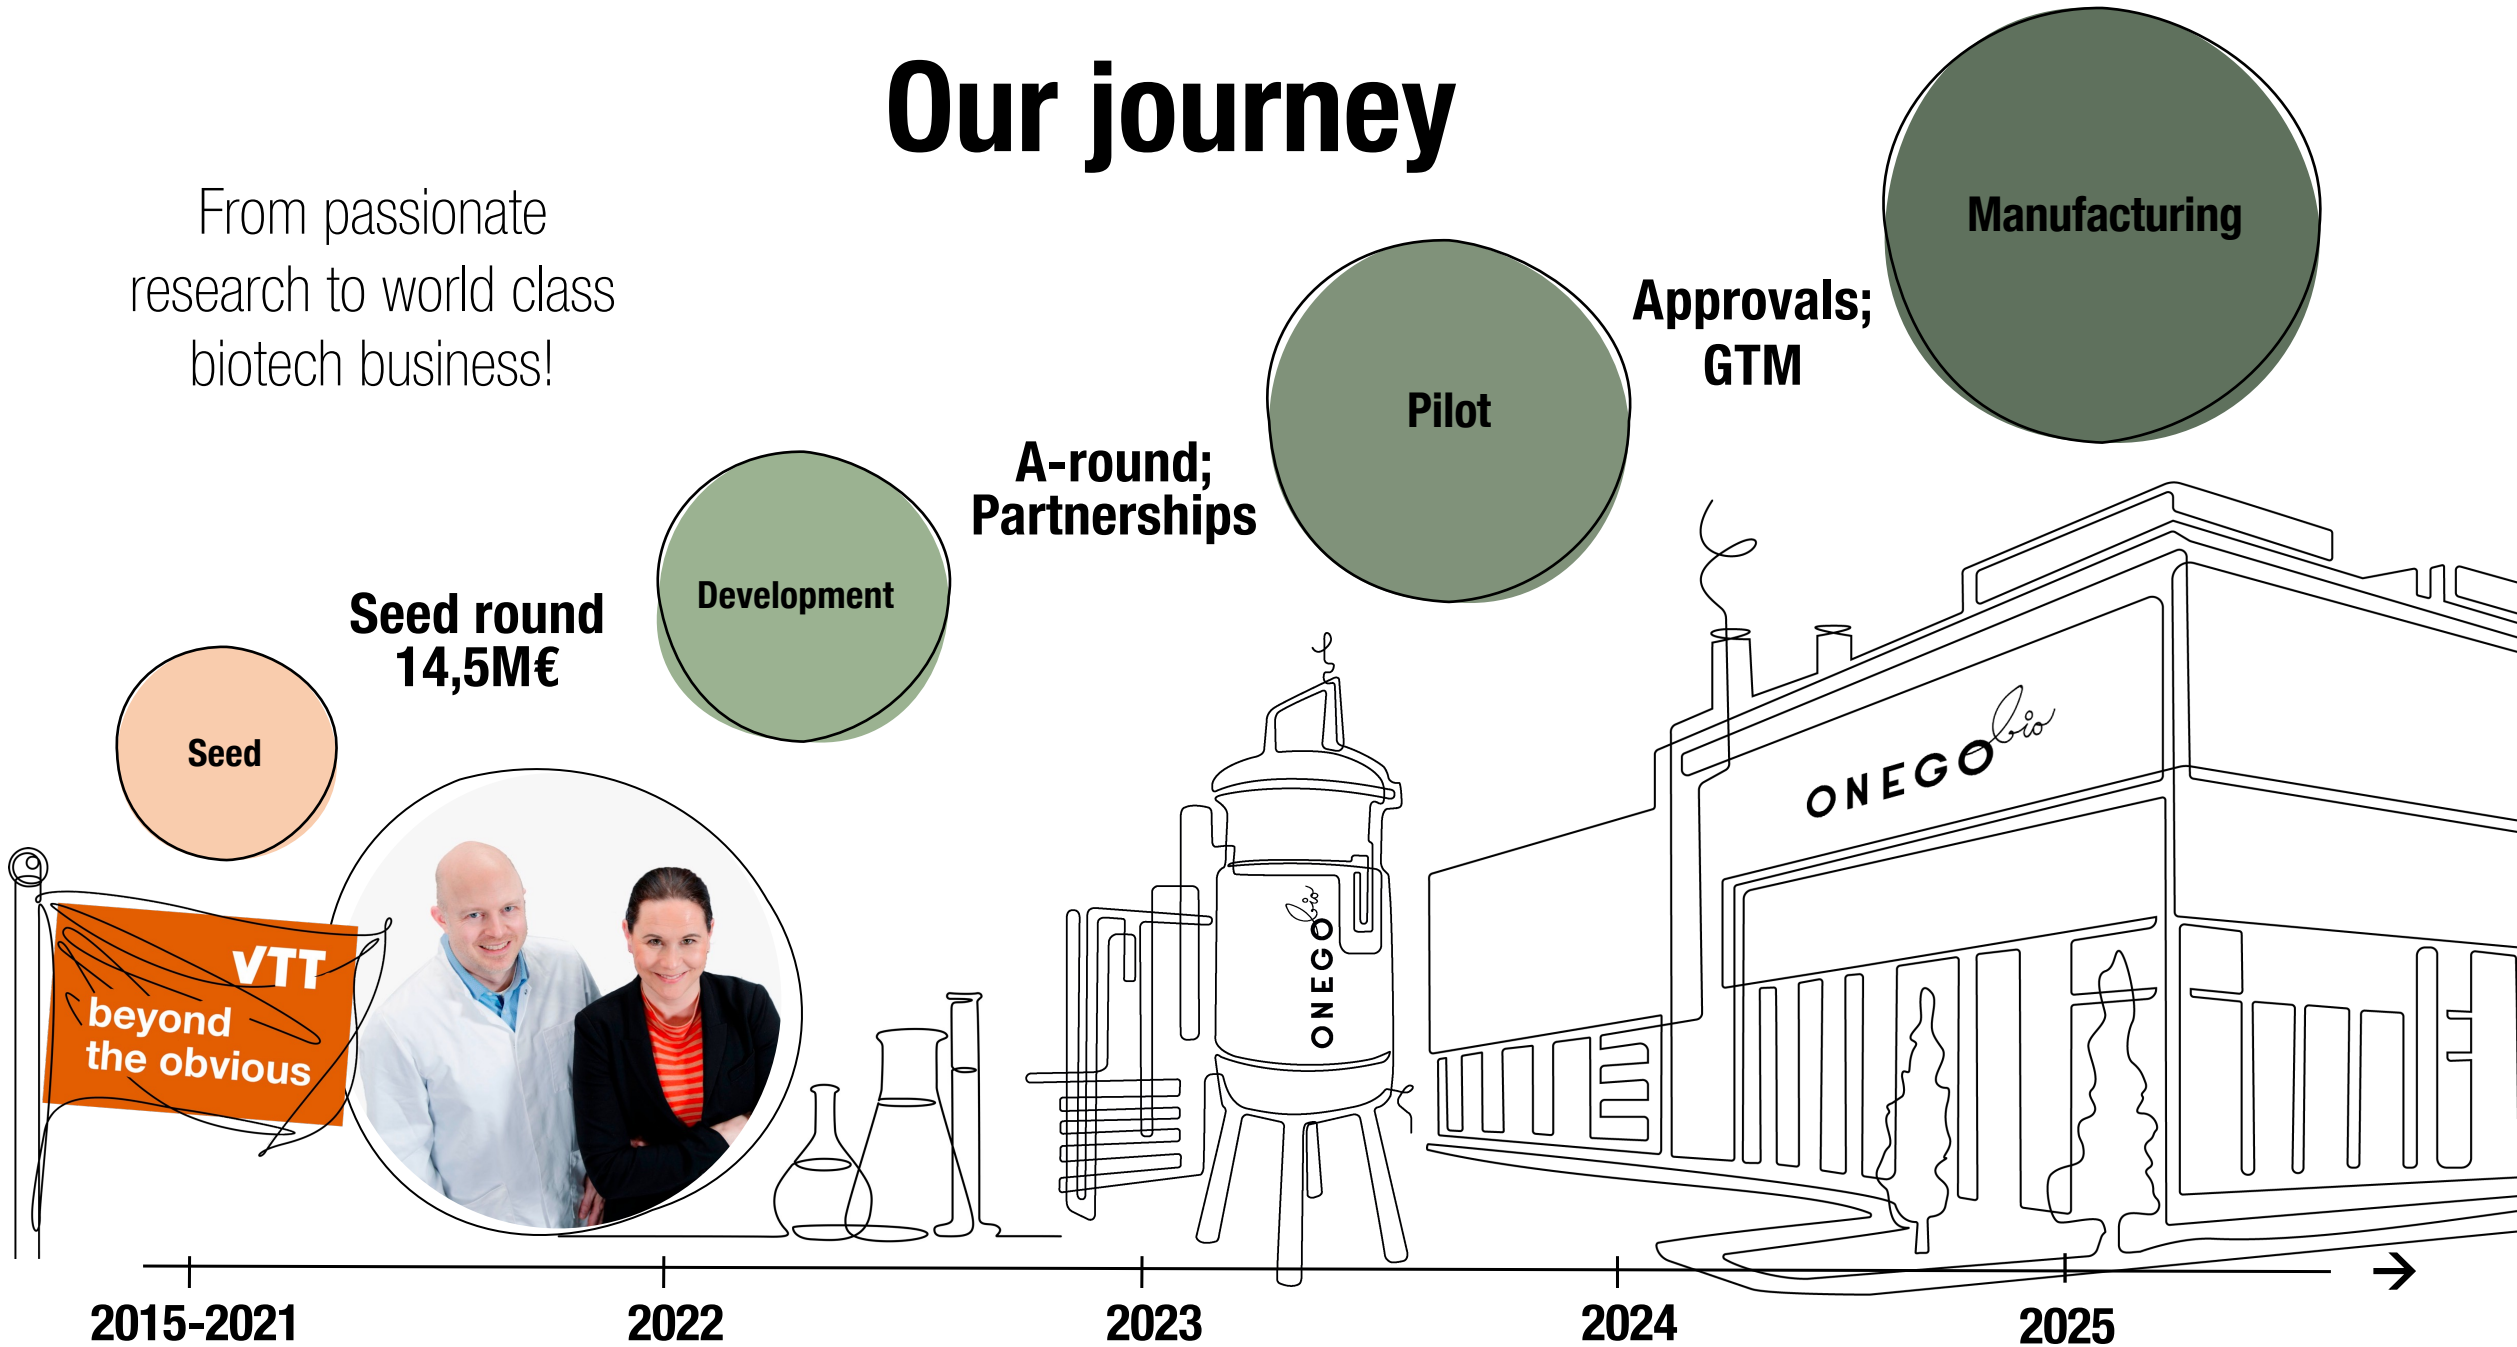 Our journey
From passionate
research to world class
biotech business!
Seed
Seed round
14,5M€
Development
A-round;
Partnerships
Pilot
Approvals;
GTM
Manufacturing
VTT
beyond
the obvious
ONEGO bio
ONEGO bio
2015-2021
2022
2023
2024
2025